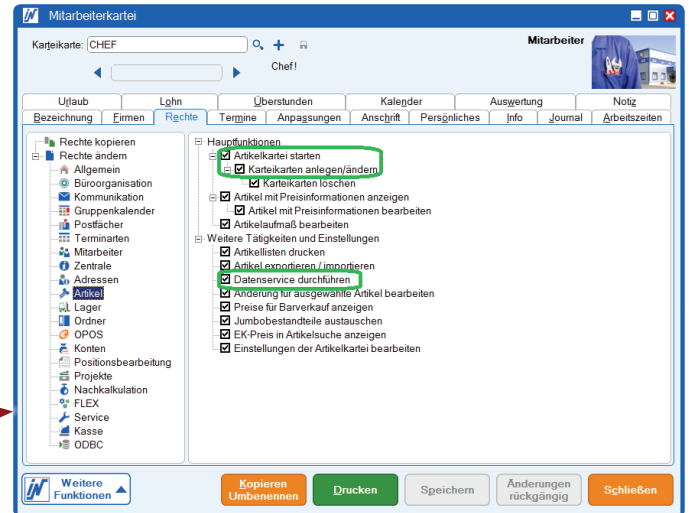 Mitarbeiterkartei
Karteikarte: CHEF
Mitarbeiter
Chef!
Urlaub Lohn Überstunden Kalender Auswertung Notiz
Bezeichnung Firmen Rechte Termine Anpassungen Anschrift Persönliches Info Journal Arbeitszeiten
Rechte kopieren
Rechte ändern
Allgemein
Büroorganisation
Kommunikation
Gruppenkalender
Postfächer
Terminarten
Mitarbeiter
Zentrale
Adressen
Artikel
Lager
Ordner
OPOS
Konten
Positionsbearbeitung
Projekte
Nachkalkulation
FLEX
Service
Kasse
ODBC
Hauptfunktionen
Artikelkartei starten
Karteikarten anlegen/ändern
Karteikarten löschen
Artikel mit Preisinformationen anzeigen
Artikel mit Preisinformationen bearbeiten
Artikelaufmaß bearbeiten
Weitere Tätigkeiten und Einstellungen
Artikellisten drucken
Artikel exportieren / importieren
Datenservice durchführen
Änderung für ausgewählte Artikel bearbeiten
Preise für Barverkauf anzeigen
Jumbobestandteile austauschen
EK-Preis in Artikelsuche anzeigen
Einstellungen der Artikelkartei bearbeiten
Weitere
Funktionen
Kopieren
Umbenennen
Drucken
Speichern
Änderungen
rückgängig
Schließen